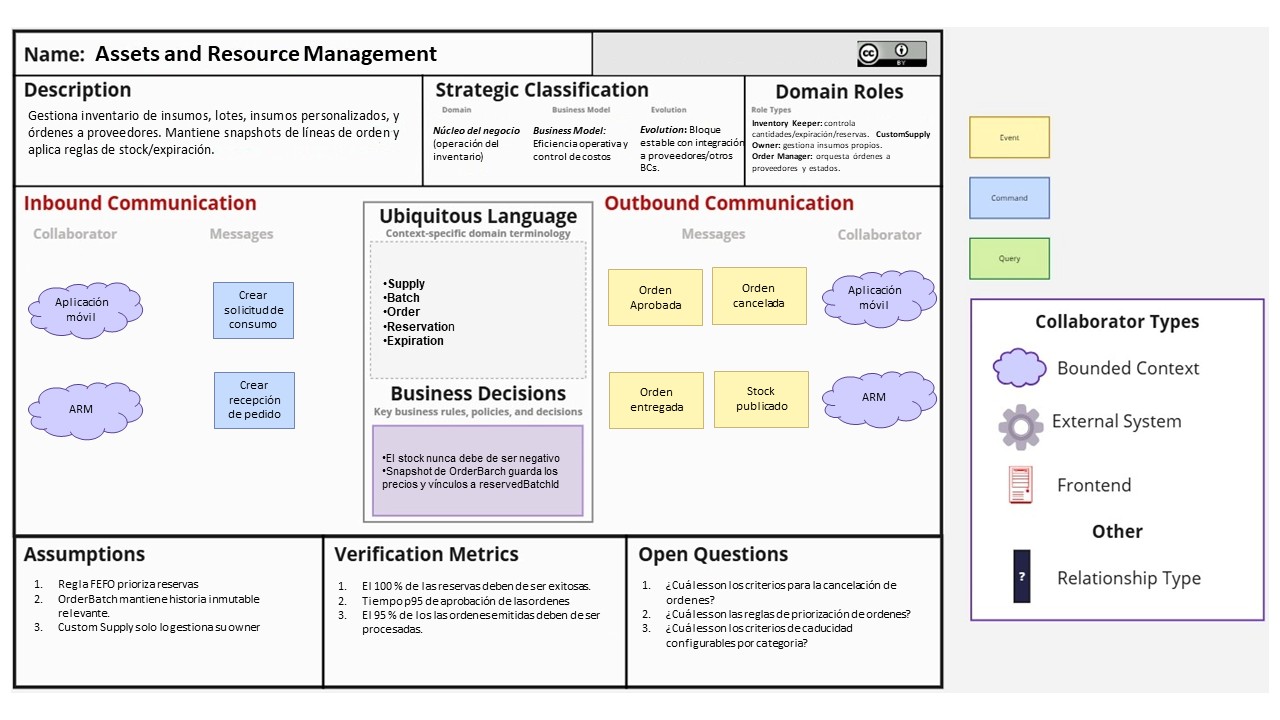 Name: Assets and Resource Management
BY
Description
Gestiona inventario de insumos, lotes, insumos personalizados, y
órdenes a proveedores. Mantiene snapshots de líneas de orden y
aplica reglas de stock/expiración.
Strategic Classification
Domain
Núcleo del negocio
(operación del
inventario)
Business Model
Business Model:
Eficiencia operativa y
control de costos
Evolution
Evolution: Bloque
estable con integración
a proveedores/otros
BCs.
Domain Roles
Role Types
Inventory Keeper: controla
cantidades/expiración/reservas. CustomSupply
Owner: gestiona insumos propios.
Order Manager: orquesta órdenes a
proveedores y estados.
Inbound Communication
Collaborator
Messages
Aplicación
móvil
Crear
solicitud de
consumo
ARM
Crear
recepción
de pedido
Ubiquitous Language
Context-specific domain terminology
•Supply
•Batch
•Order
•Reservation
•Expiration
Business Decisions
Key business rules, policies, and decisions
•El stock nunca debe de ser negativo
•Snapshot de OrderBarch guarda los
precios y vínculos a reservedBatchId
Outbound Communication
Messages
Collaborator
Orden
Aprobada
Orden
cancelada
Aplicación
móvil
Orden
entregada
Stock
publicado
ARM
Assumptions
1. Regla FEFO prioriza reservas
2. OrderBatch mantiene historia inmutable
relevante.
3. Custom Supply solo lo gestiona su owner
Verification Metrics
1. El 100 % de las reservas deben de ser exitosas.
2. Tiempo p95 de aprobación de las ordenes
3. El 95 % de los las ordenes emitidas deben de ser
procesadas.
Open Questions
1. ¿Cuáles son los criterios para la cancelación de
ordenes?
2. ¿Cuáles son las reglas de priorización de ordenes?
3. ¿Cuáles son los criterios de caducidad
configurables por categoria?
Event
Command
Query
Collaborator Types
Bounded Context
External System
Frontend
Other
?
Relationship Type